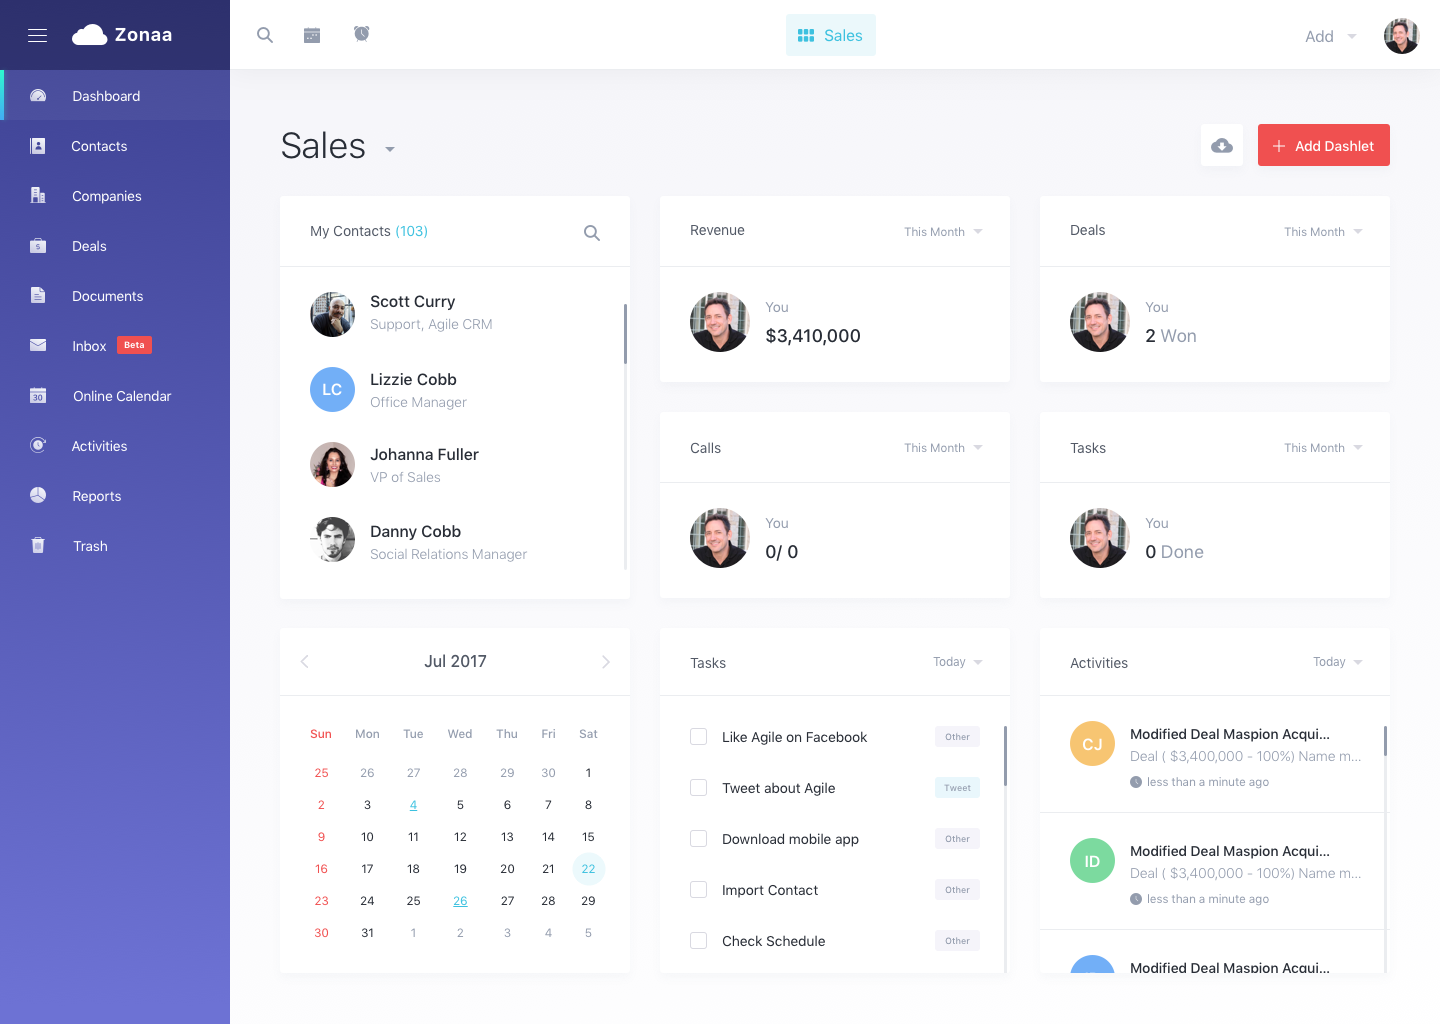 Zonaa
Sales
Add
Dashboard
Contacts
Companies
Deals
Documents
Inbox Beta
30 Online Calendar
Activities
Reports
Trash
Sales
+ Add Dashlet
My Contacts (103)
Scott Curry
Support, Agile CRM
LC
Lizzie Cobb
Office Manager
Johanna Fuller
VP of Sales
Danny Cobb
Social Relations Manager
Revenue This Month
You
$3,410,000
Deals This Month
You
2 Won
Calls This Month
You
0/ 0
Tasks This Month
You
0 Done
Jul 2017
Sun Mon Tue Wed Thu Fri Sat
25 26 27 28 29 30 1
2 3 4 5 6 7 8
9 10 11 12 13 14 15
16 17 18 19 20 21 22
23 24 25 26 27 28 29
30 31 1 2 3 4 5
Tasks Today
Like Agile on Facebook Other
Tweet about Agile Tweet
Download mobile app Other
Import Contact Other
Check Schedule Other
Activities Today
CJ
Modified Deal Maspion Acqui...
Deal ( $3,400,000 - 100%) Name m...
less than a minute ago
ID
Modified Deal Maspion Acqui...
Deal ( $3,400,000 - 100%) Name m...
less than a minute ago
Modified Deal Maspion Acqui...